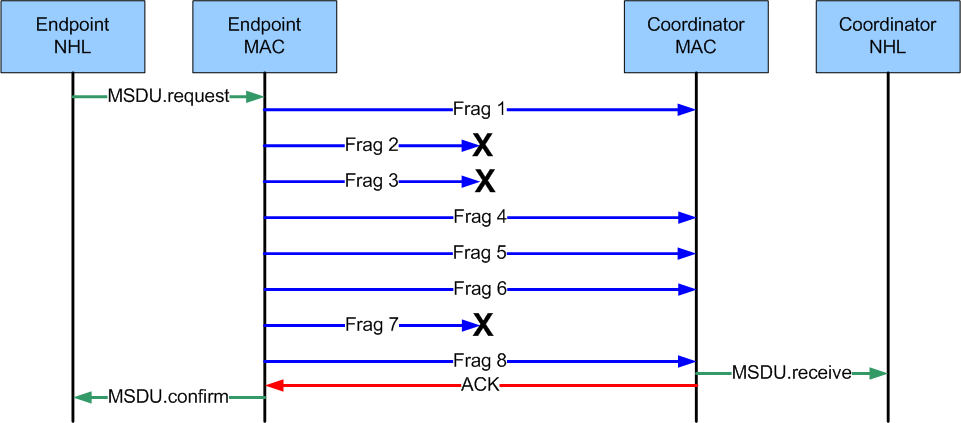 Endpoint
NHL
Endpoint
MAC
Coordinator
MAC
Coordinator
NHL
MSDU.request
Frag 1
Frag 2
X
Frag 3
X
Frag 4
Frag 5
Frag 6
Frag 7
X
Frag 8
MSDU.receive
ACK
MSDU.confirm